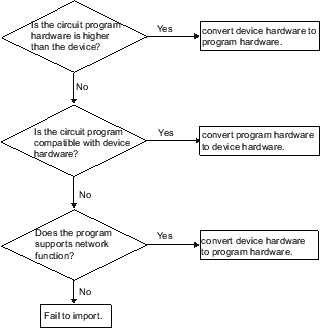 Is the circuit program
hardware is higher
than the device?
Yes
convert device hardware to
program hardware.
No
Is the circuit program
compatible with device
hardware?
Yes
convert program hardware
to device hardware.
No
Does the program
supports network
function?
Yes
convert device hardware
to program hardware.
No
Fail to import.